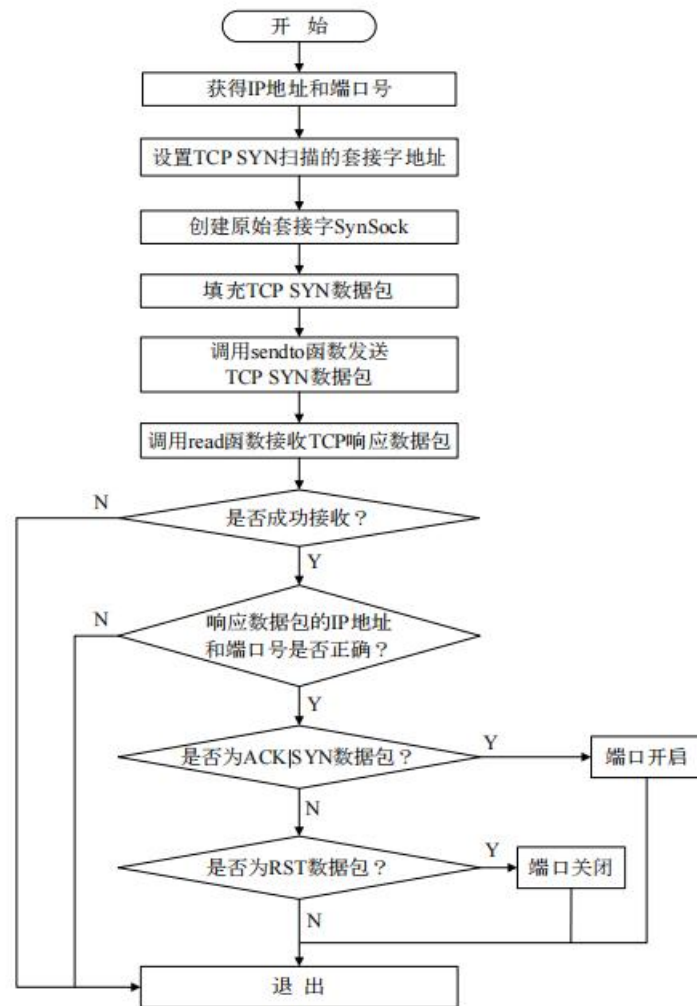 开 始
获得IP地址和端口号
设置TCP SYN扫描的套接字地址
创建原始套接字SynSock
填充TCP SYN数据包
调用sendto函数发送
TCP SYN数据包
调用read函数接收TCP响应数据包
N
是否成功接收？
Y
N
响应数据包的IP地址
和端口号是否正确？
Y
是否为ACK|SYN数据包？
Y
端口开启
N
是否为RST数据包？
Y
端口关闭
N
退 出